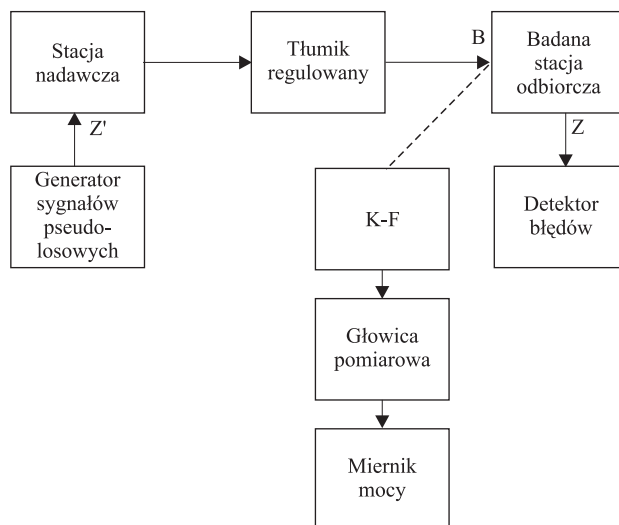 Stacja
nadawcza
Tłumik
regulowany
B
Badana
stacja
odbiorcza
Z'
Z
Generator
sygnałów
pseudo-
losowych
K-F
Detektor
błędów
Głowica
pomiarowa
Miernik
mocy